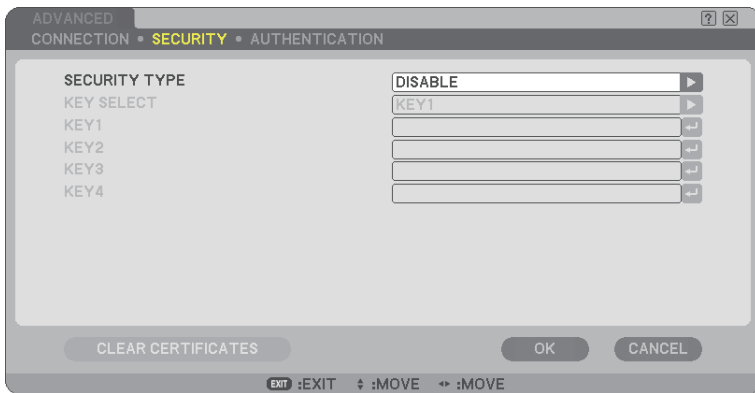 ADVANCED
CONNECTION • SECURITY • AUTHENTICATION
SECURITY TYPE DISABLE
KEY SELECT KEY1
KEY1
KEY2
KEY3
KEY4
CLEAR CERTIFICATES OK CANCEL
EXIT :EXIT :MOVE :MOVE